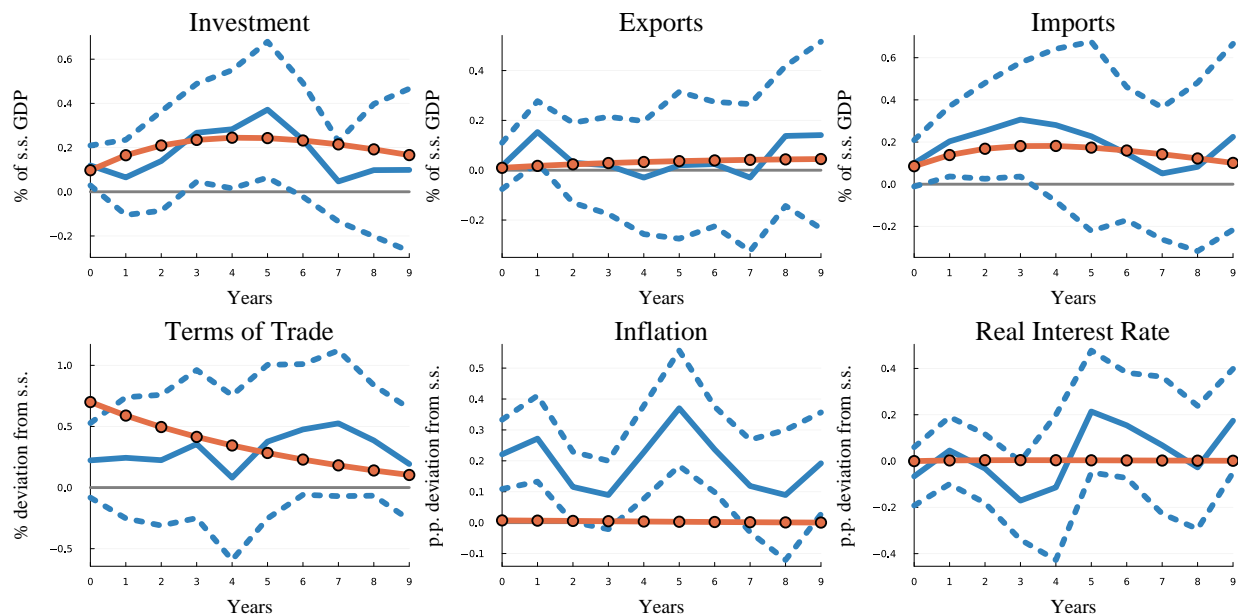 Investment
% of s.s. GDP
0.6
0.4
0.2
0.0
−0.2
0 1 2 3 4 5 6 7 8 9
Years
Exports
% of s.s. GDP
0.4
0.2
0.0
−0.2
0 1 2 3 4 5 6 7 8 9
Years
Imports
% of s.s. GDP
0.6
0.4
0.2
0.0
−0.2
0 1 2 3 4 5 6 7 8 9
Years
Terms of Trade
% deviation from s.s.
1.0
0.5
0.0
−0.5
0 1 2 3 4 5 6 7 8 9
Years
Inflation
p.p. deviation from s.s.
0.5
0.4
0.3
0.2
0.1
0.0
−0.1
0 1 2 3 4 5 6 7 8 9
Years
Real Interest Rate
p.p. deviation from s.s.
0.4
0.2
0.0
−0.2
−0.4
0 1 2 3 4 5 6 7 8 9
Years